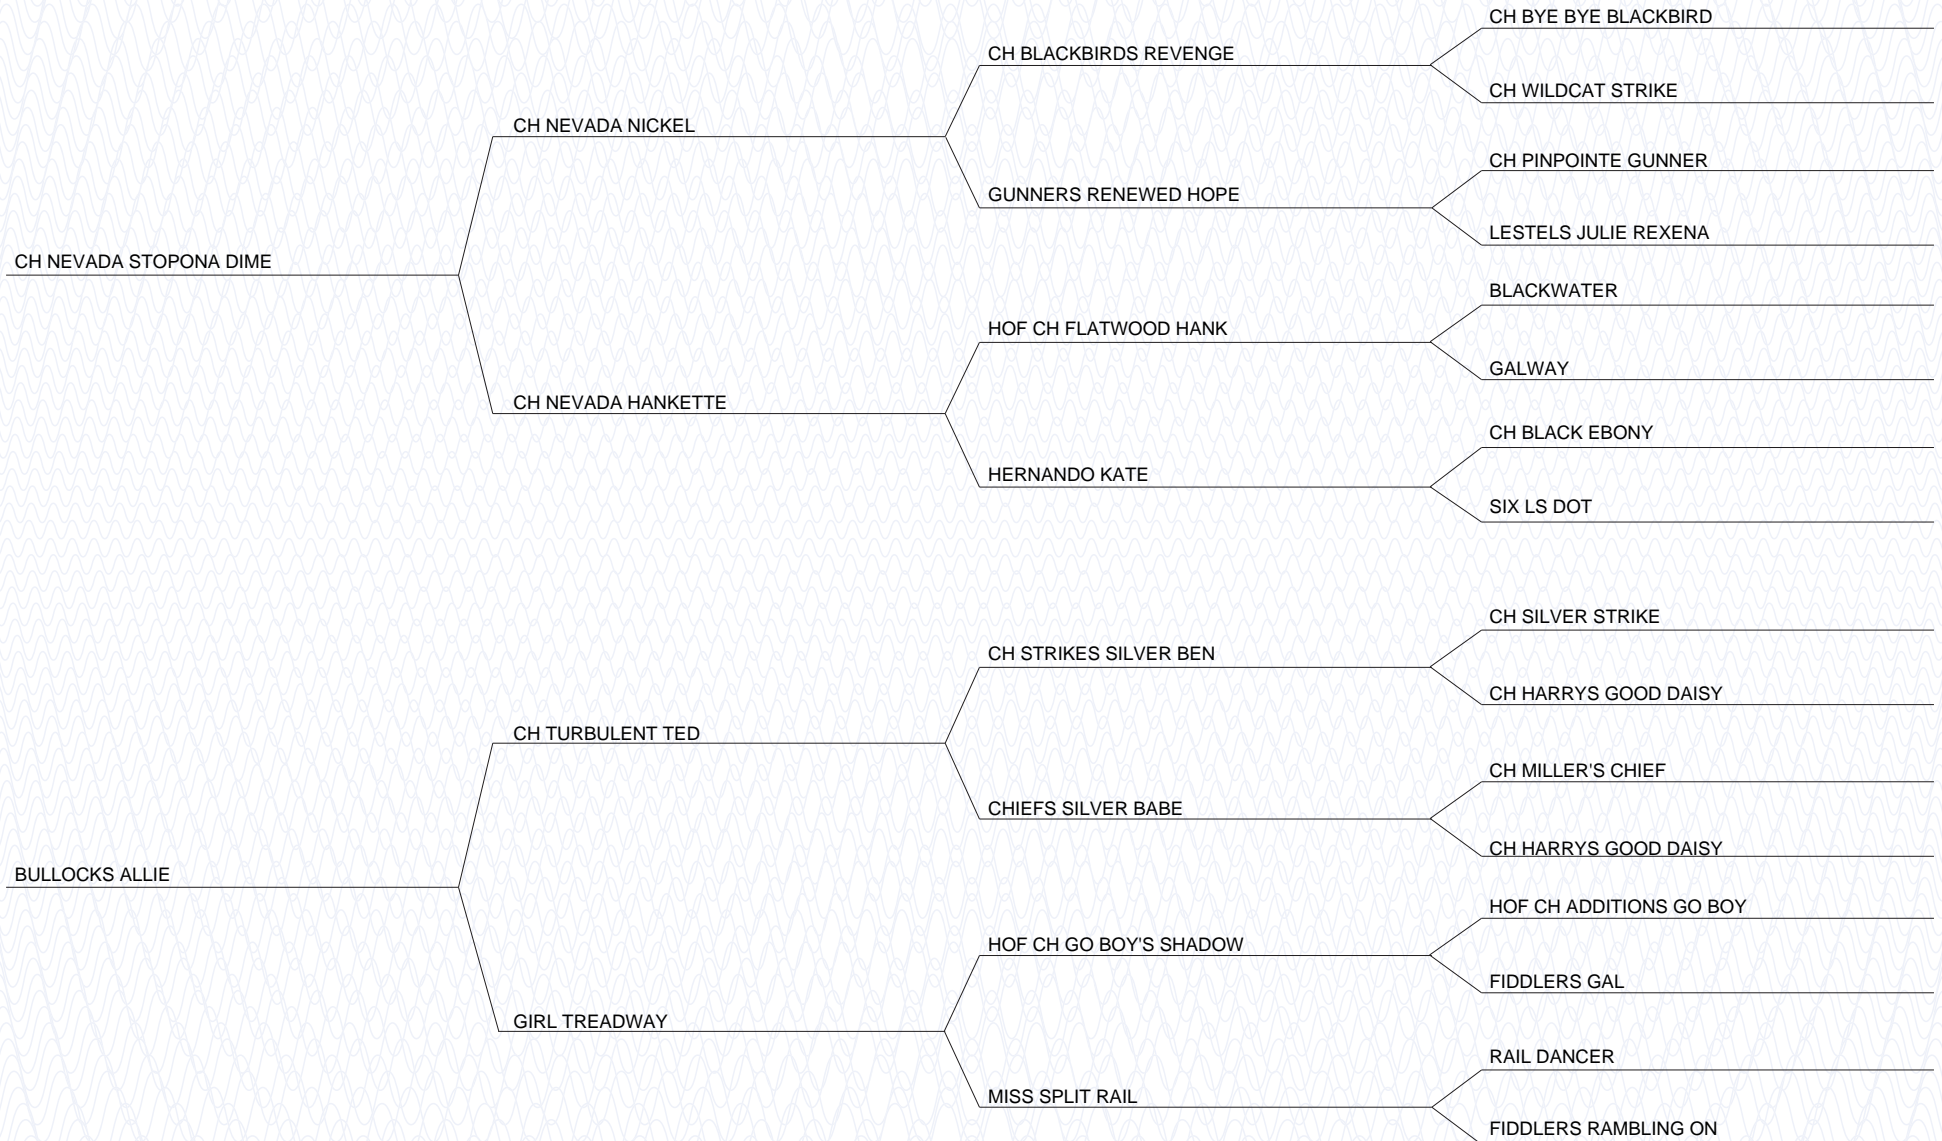 CH BYE BYE BLACKBIRD
CH BLACKBIRDS REVENGE
CH WILDCAT STRIKE
CH NEVADA NICKEL
CH PINPOINTE GUNNER
GUNNERS RENEWED HOPE
LESTELS JULIE REXENA
CH NEVADA STOPONA DIME
BLACKWATER
HOF CH FLATWOOD HANK
GALWAY
CH NEVADA HANKETTE
CH BLACK EBONY
HERNANDO KATE
SIX LS DOT
CH SILVER STRIKE
CH STRIKES SILVER BEN
CH HARRYS GOOD DAISY
CH TURBULENT TED
CH MILLER'S CHIEF
CHIEFS SILVER BABE
CH HARRYS GOOD DAISY
BULLOCKS ALLIE
HOF CH ADDITIONS GO BOY
HOF CH GO BOY'S SHADOW
FIDDLERS GAL
GIRL TREADWAY
RAIL DANCER
MISS SPLIT RAIL
FIDDLERS RAMBLING ON